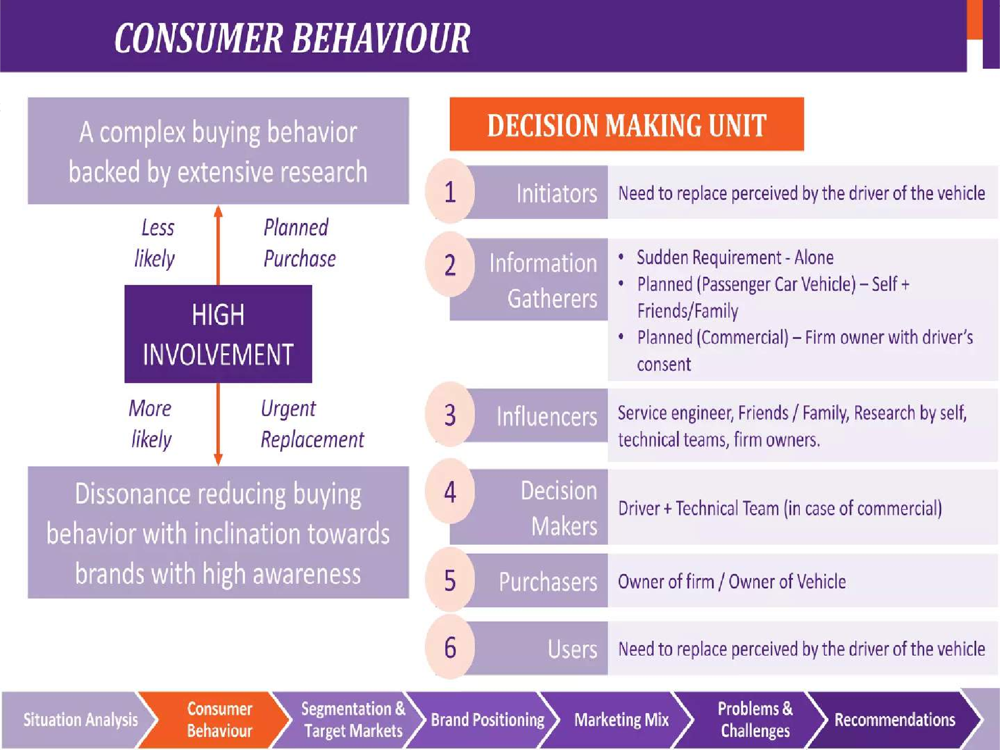 CONSUMER BEHAVIOUR
A complex buying behavior
backed by extensive research
Less
likely
Planned
Purchase
HIGH
INVOLVEMENT
More
likely
Urgent
Replacement
Dissonance reducing buying
behavior with inclination towards
brands with high awareness
DECISION MAKING UNIT
1
Initiators
Need to replace perceived by the driver of the vehicle
2
Information
Gatherers
• Sudden Requirement - Alone
• Planned (Passenger Car Vehicle) – Self +
Friends/Family
• Planned (Commercial) – Firm owner with driver’s
consent
3
Influencers
Service engineer, Friends / Family, Research by self,
technical teams, firm owners.
4
Decision
Makers
Driver + Technical Team (in case of commercial)
5
Purchasers
Owner of firm / Owner of Vehicle
6
Users
Need to replace perceived by the driver of the vehicle
Situation Analysis
Consumer
Behaviour
Segmentation &
Target Markets
Brand Positioning
Marketing Mix
Problems &
Challenges
Recommendations